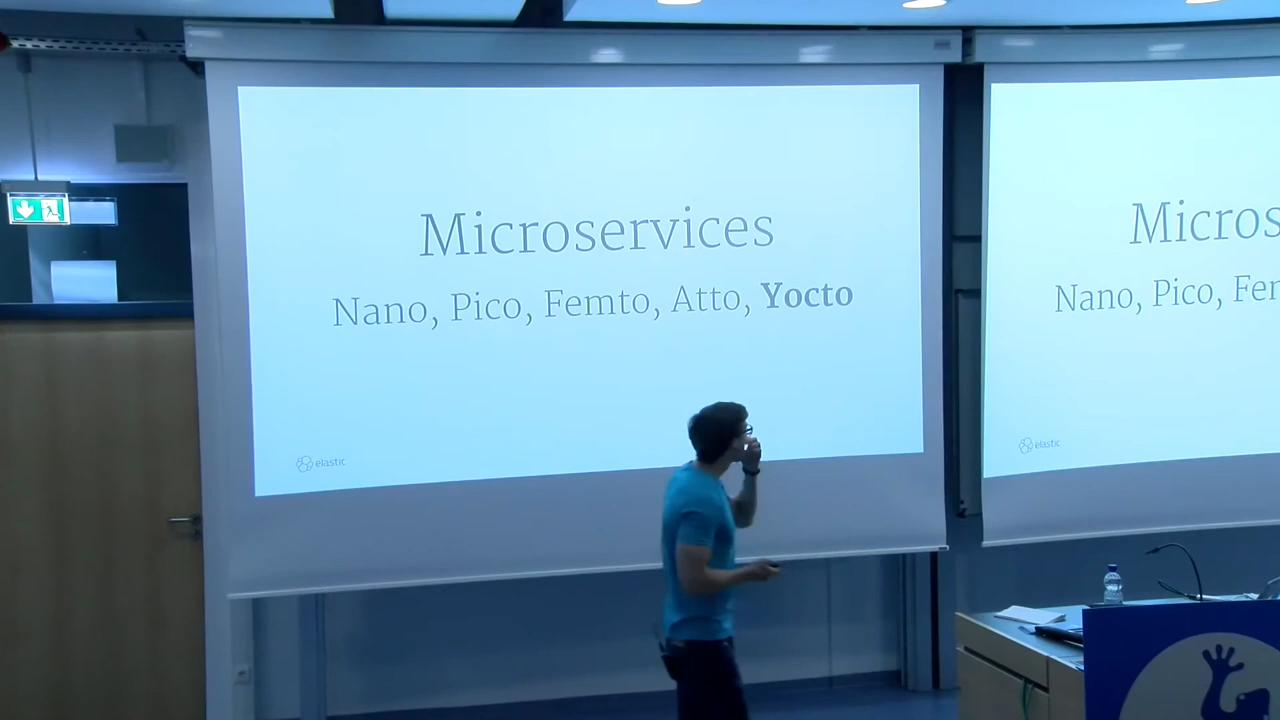 Microservices
Nano, Pico, Femto, Atto, Yocto
elastic
Micros
Nano, Pico, Fem
elastic